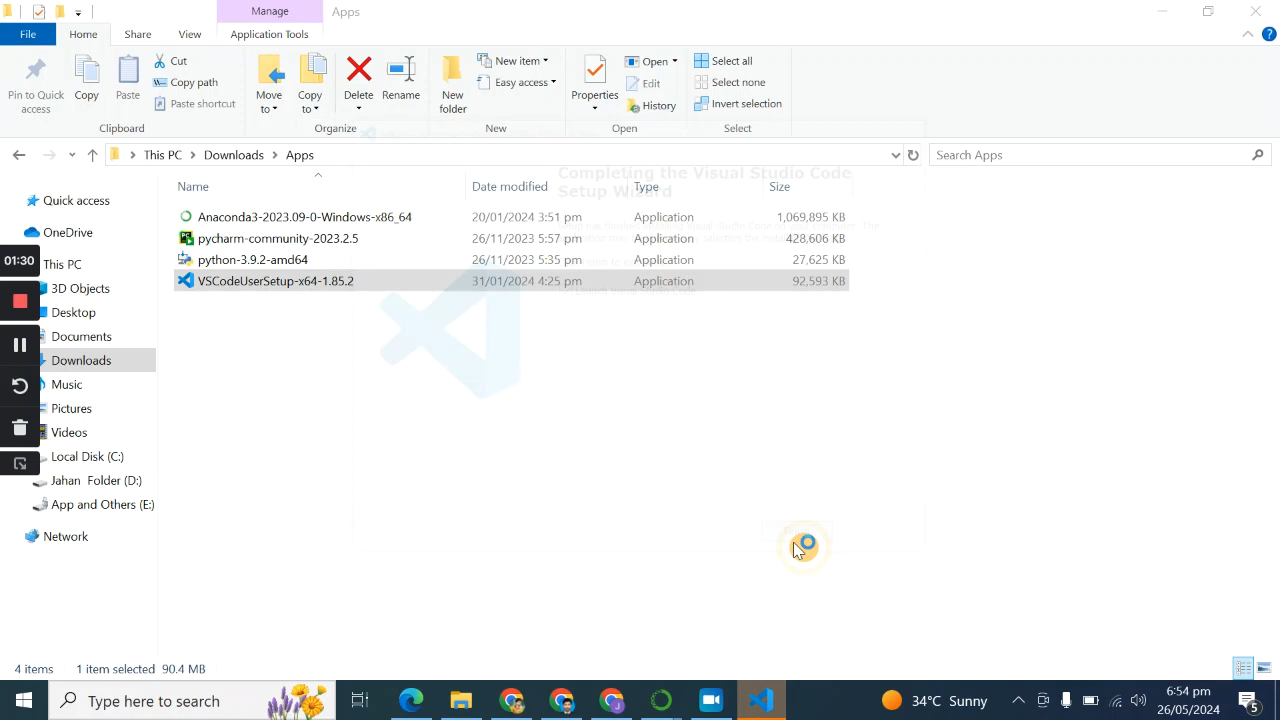 Manage
Apps
File
Home
Share
View
Application Tools
Pin to Quick access
Copy
Paste
Cut
Copy path
Paste shortcut
Move to
Copy to
Delete
Rename
New folder
New item
Easy access
Properties
Open
Edit
History
Select all
Select none
Invert selection
Clipboard
Organize
New
Open
Select
This PC > Downloads > Apps
Search Apps
Name
Date modified
Type
Size
Completing the Visual Studio Code
Setup Wizard
Quick access
OneDrive
This PC
3D Objects
Desktop
Documents
Downloads
Music
Pictures
Videos
Local Disk (C:)
Jahan Folder (D:)
App and Others (E:)
Network
Anaconda3-2023.09-0-Windows-x86_64 20/01/2024 3:51 pm Application 1,069,895 KB
pycharm-community-2023.2.5 26/11/2023 5:57 pm Application 428,606 KB
python-3.9.2-amd64 26/11/2023 5:35 pm Application 27,625 KB
VSCodeUserSetup-x64-1.85.2 31/01/2024 4:25 pm Application 92,593 KB
01:30
4 items 1 item selected 90.4 MB
Type here to search
34°C Sunny
6:54 pm
26/05/2024
5